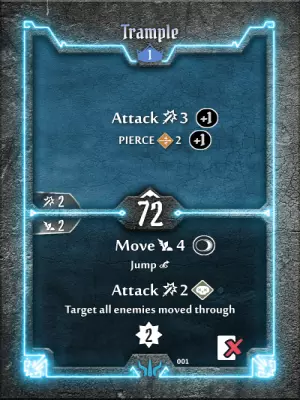 Trample
1
Attack 3 +1
PIERCE 2 +1
2
72
2
Move 4
Jump
Attack 2
Target all enemies moved through
2
001